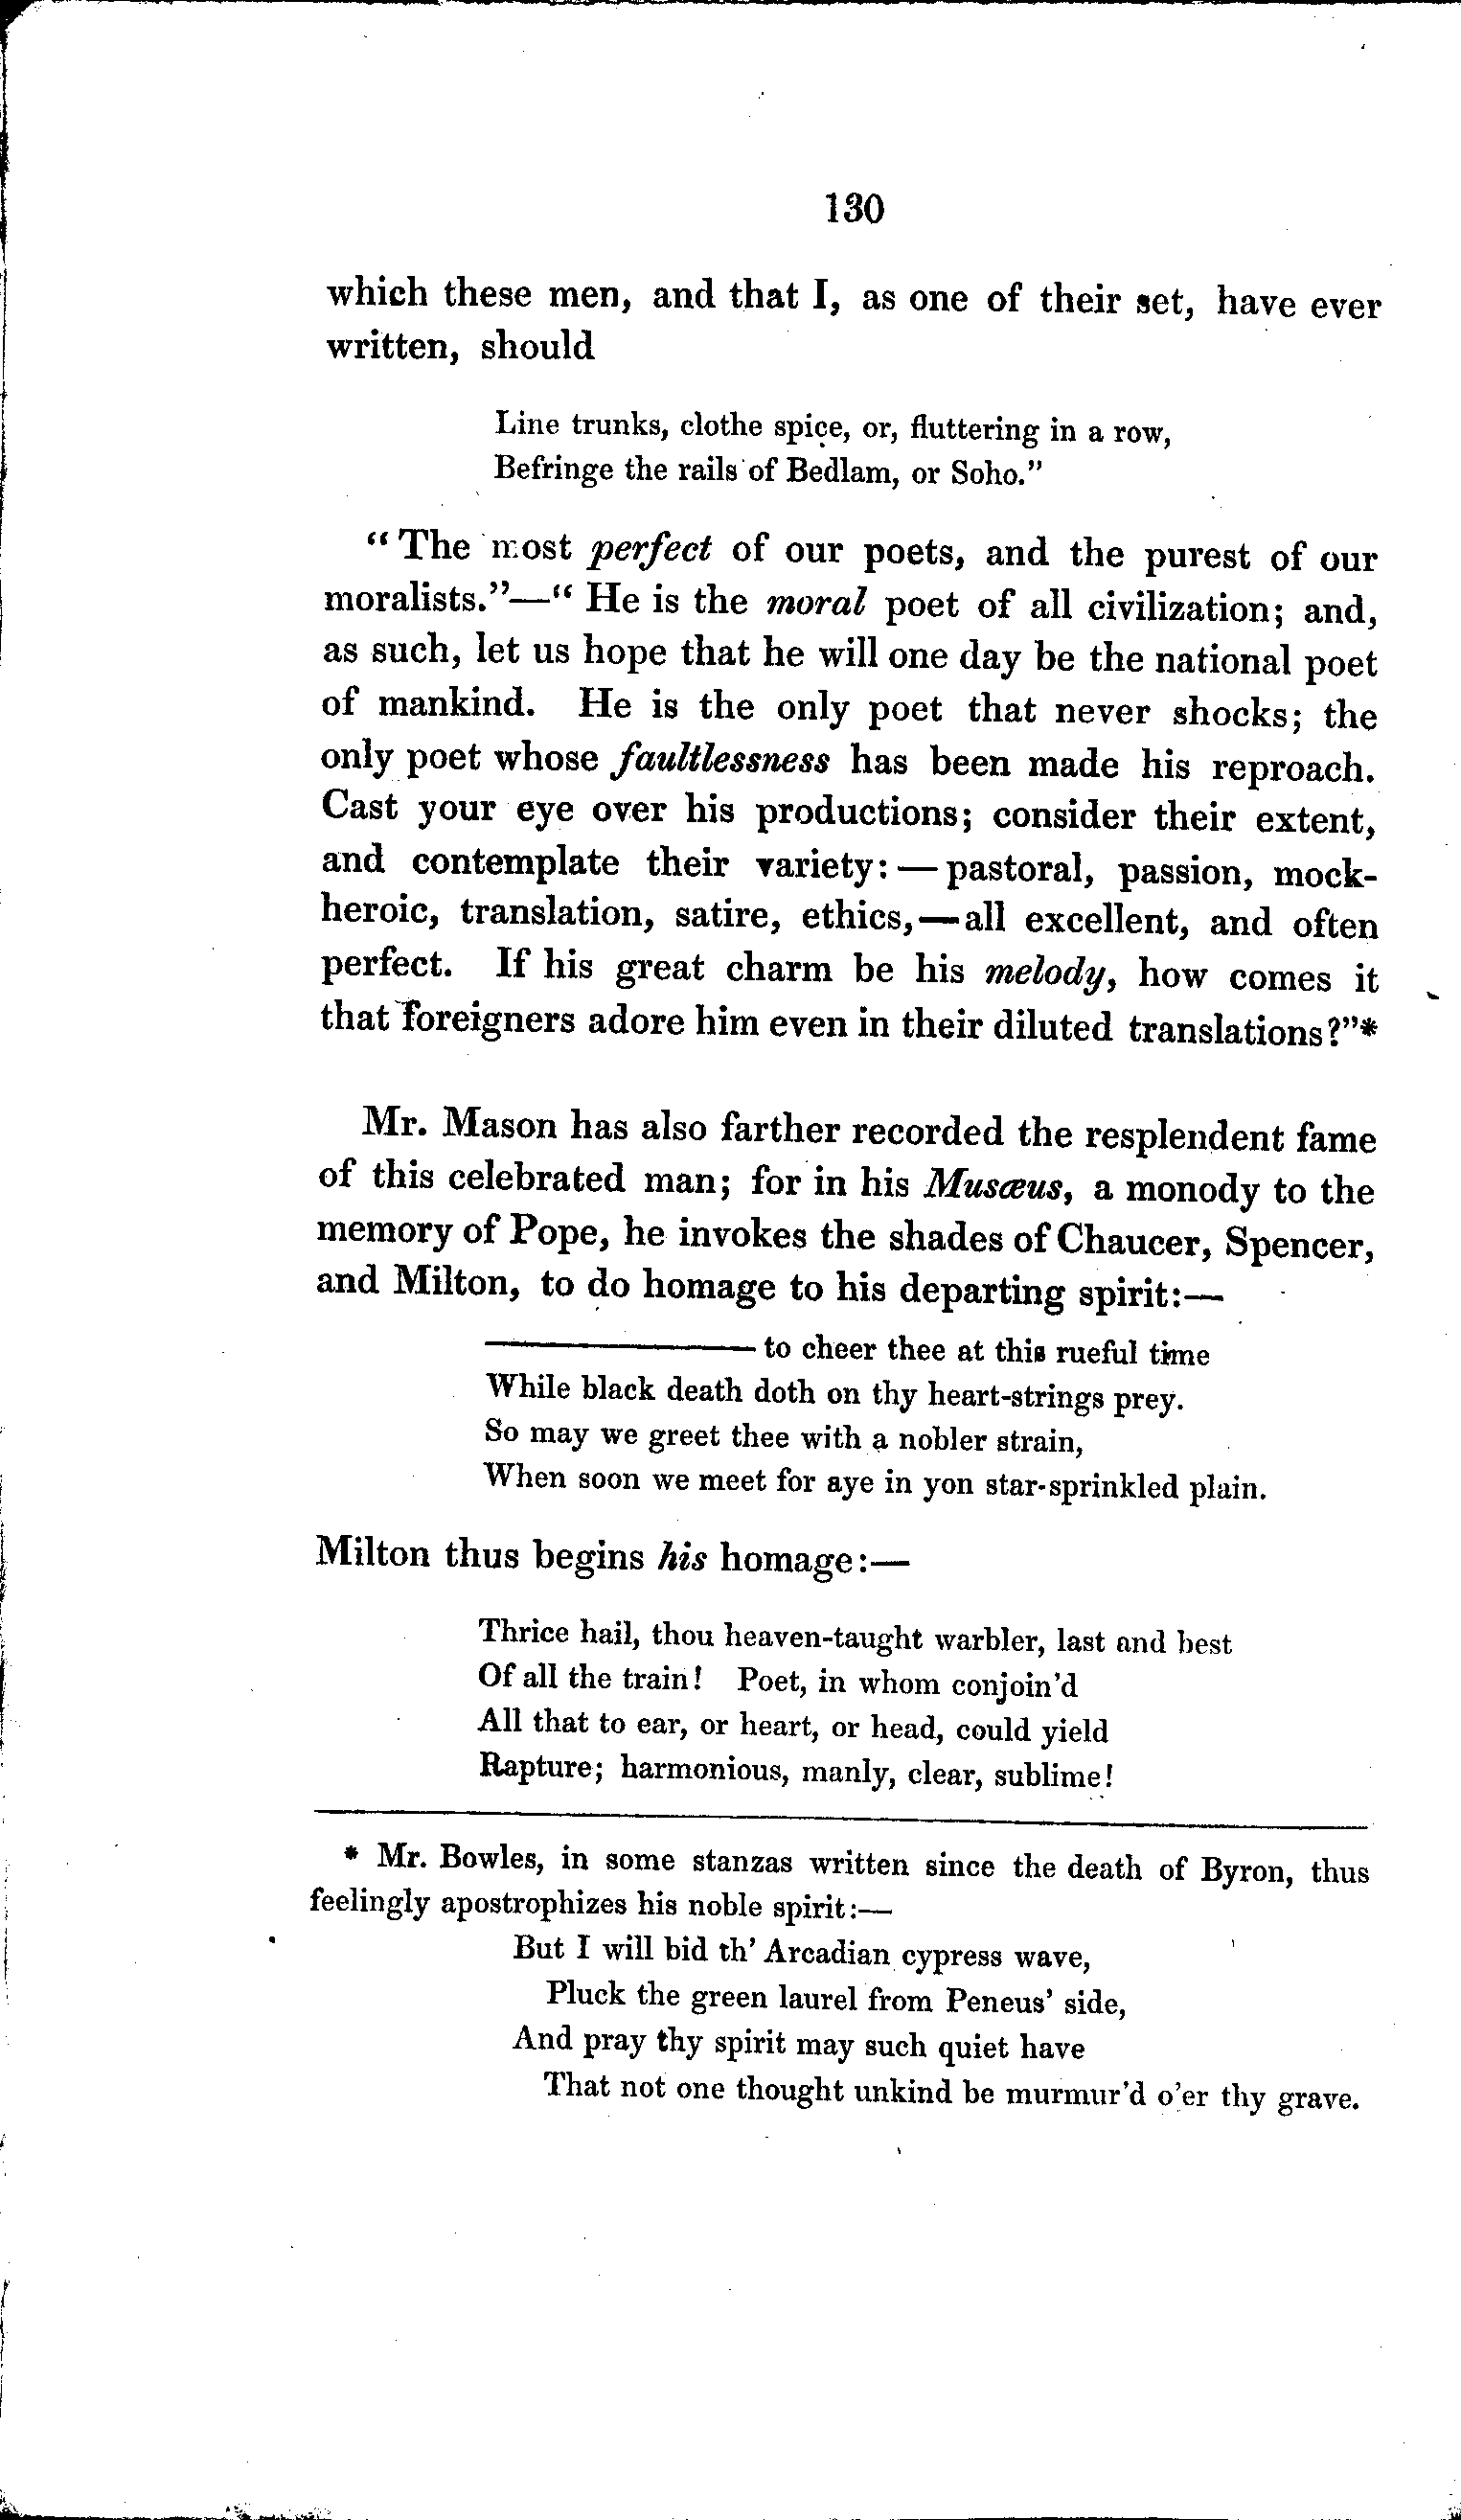 130
which these men, and that I, as one of their set, have ever
written, should
Line trunks, clothe spice, or, fluttering in a row,
Befringe the rails of Bedlam, or Soho."
"The most perfect of our poets, and the purest of our
moralists."—"He is the moral poet of all civilization; and,
as such, let us hope that he will one day be the national poet
of mankind. He is the only poet that never shocks; the
only poet whose faultlessness has been made his reproach.
Cast your eye over his productions; consider their extent,
and contemplate their variety:—pastoral, passion, mock-
heroic, translation, satire, ethics,—all excellent, and often
perfect. If his great charm be his melody, how comes it
that foreigners adore him even in their diluted translations?"*
Mr. Mason has also farther recorded the resplendent fame
of this celebrated man; for in his Musæus, a monody to the
memory of Pope, he invokes the shades of Chaucer, Spencer,
and Milton, to do homage to his departing spirit:—
———— to cheer thee at this rueful time
While black death doth on thy heart-strings prey.
So may we greet thee with a nobler strain,
When soon we meet for aye in yon star-sprinkled plain.
Milton thus begins his homage:—
Thrice hail, thou heaven-taught warbler, last and best
Of all the train! Poet, in whom conjoin'd
All that to ear, or heart, or head, could yield
Rapture; harmonious, manly, clear, sublime!
* Mr. Bowles, in some stanzas written since the death of Byron, thus
feelingly apostrophizes his noble spirit:—
But I will bid th' Arcadian cypress wave,
Pluck the green laurel from Peneus' side,
And pray thy spirit may such quiet have
That not one thought unkind be murmur'd o'er thy grave.